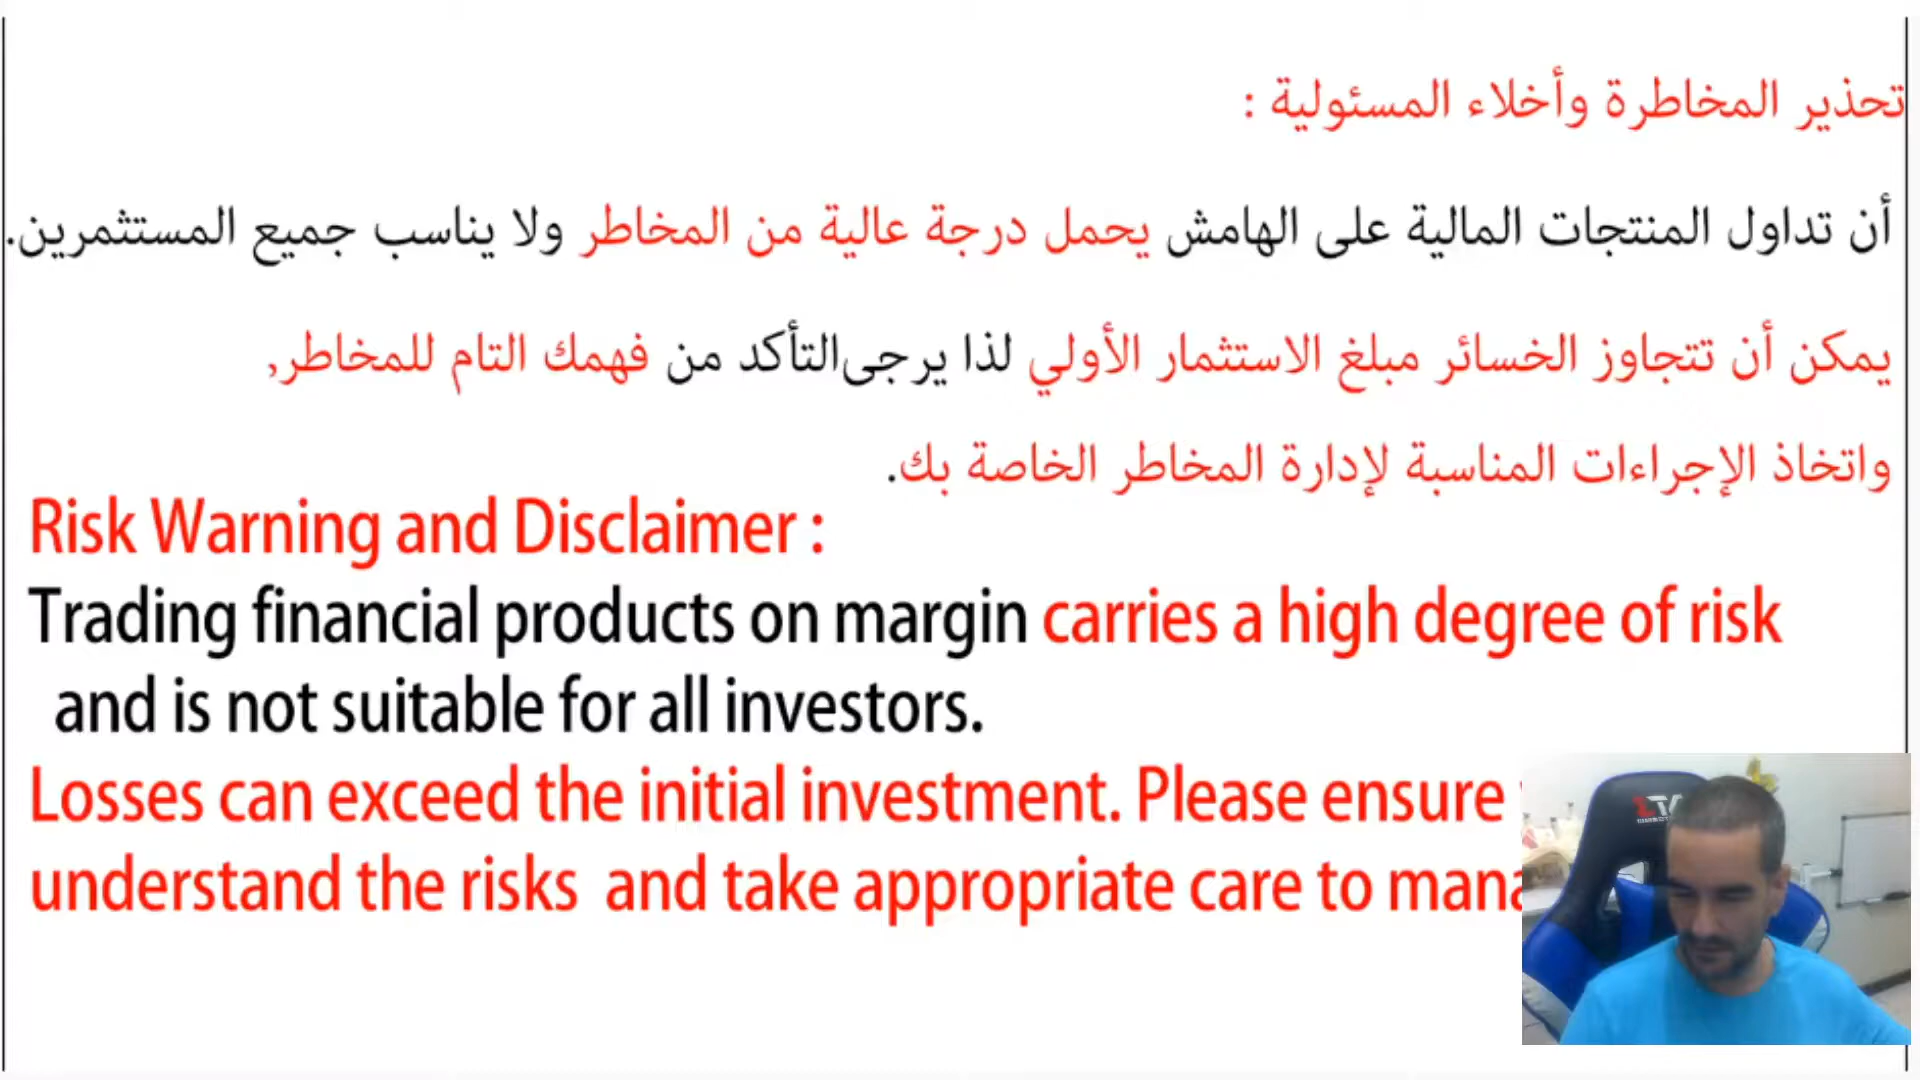 تحذير المخاطرة وأخلاء المسئولية :
أن تداول المنتجات المالية على الهامش يحمل درجة عالية من المخاطر ولا يناسب جميع المستثمرين.
يمكن أن تتجاوز الخسائر مبلغ الاستثمار الأولي لذا يرجىالتأكد من فهمك التام للمخاطر,
واتخاذ الإجراءات المناسبة لإدارة المخاطر الخاصة بك.
Risk Warning and Disclaimer :
Trading financial products on margin carries a high degree of risk
and is not suitable for all investors.
Losses can exceed the initial investment. Please ensure
understand the risks and take appropriate care to mana